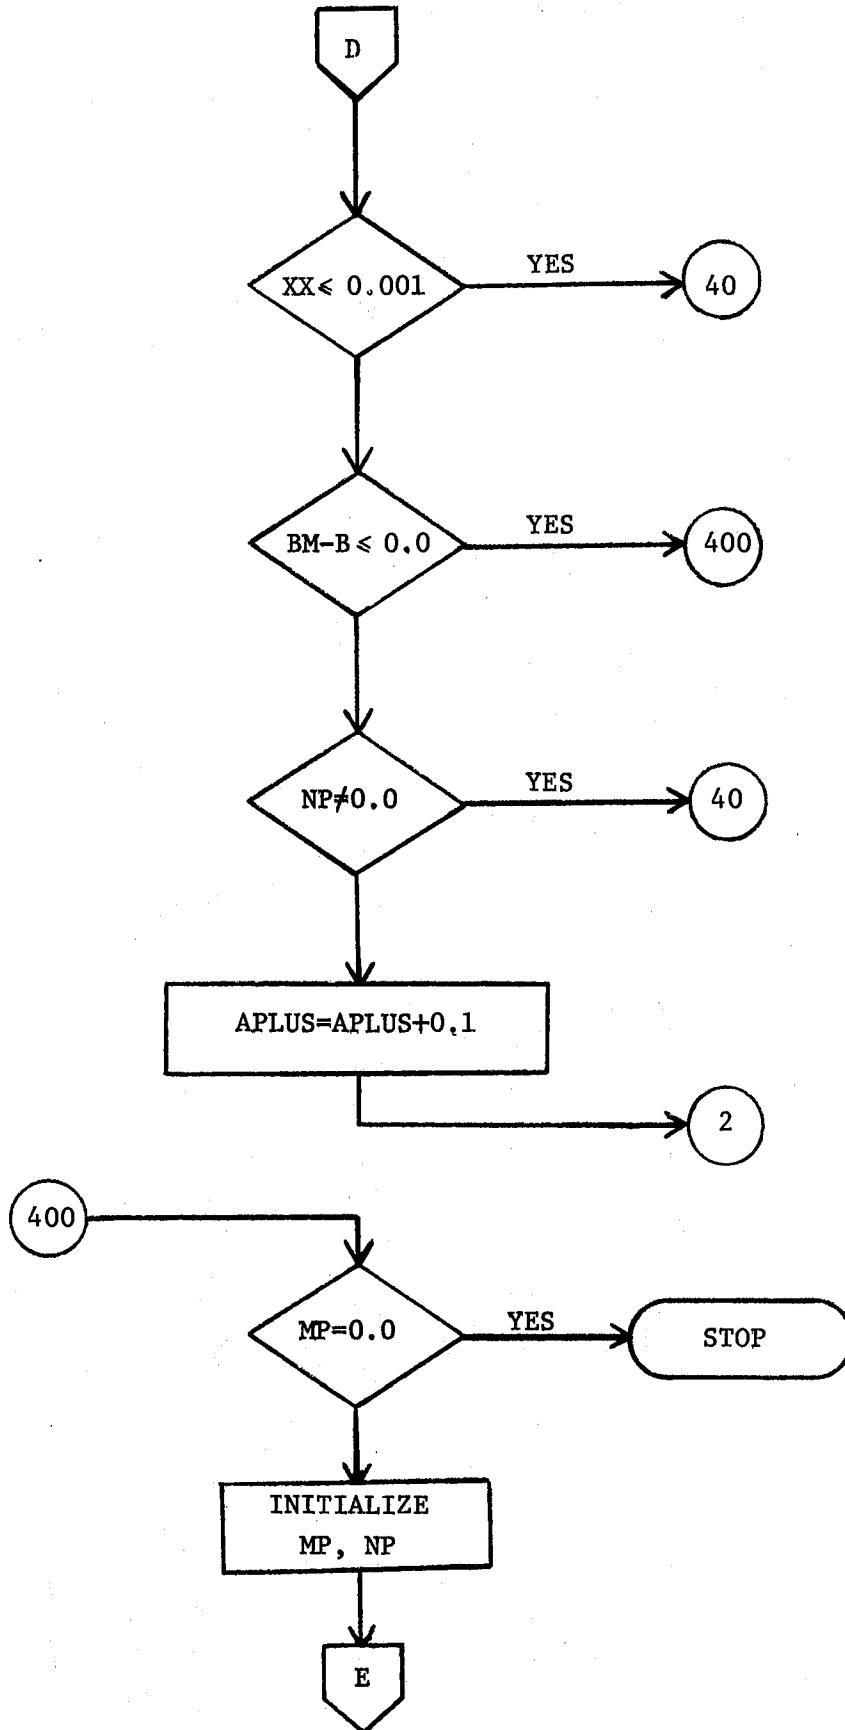 D
XX≤ 0.001
YES
40
BM-B≤ 0.0
YES
400
NP≠0.0
YES
40
APLUS=APLUS+0.1
2
400
MP=0.0
YES
STOP
INITIALIZE
MP, NP
E